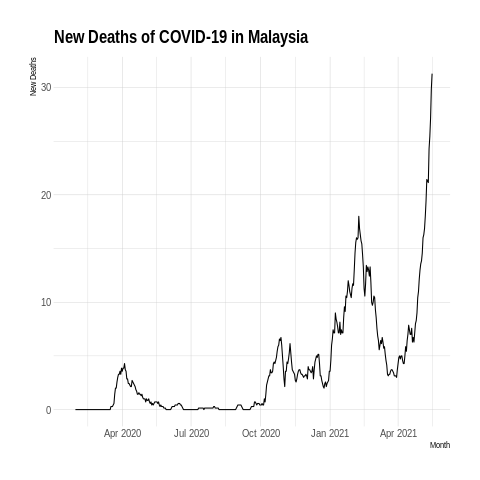 New Deaths of COVID-19 in Malaysia
New Deaths
30
20
10
0
Apr 2020 Jul 2020 Oct 2020 Jan 2021 Apr 2021
Month